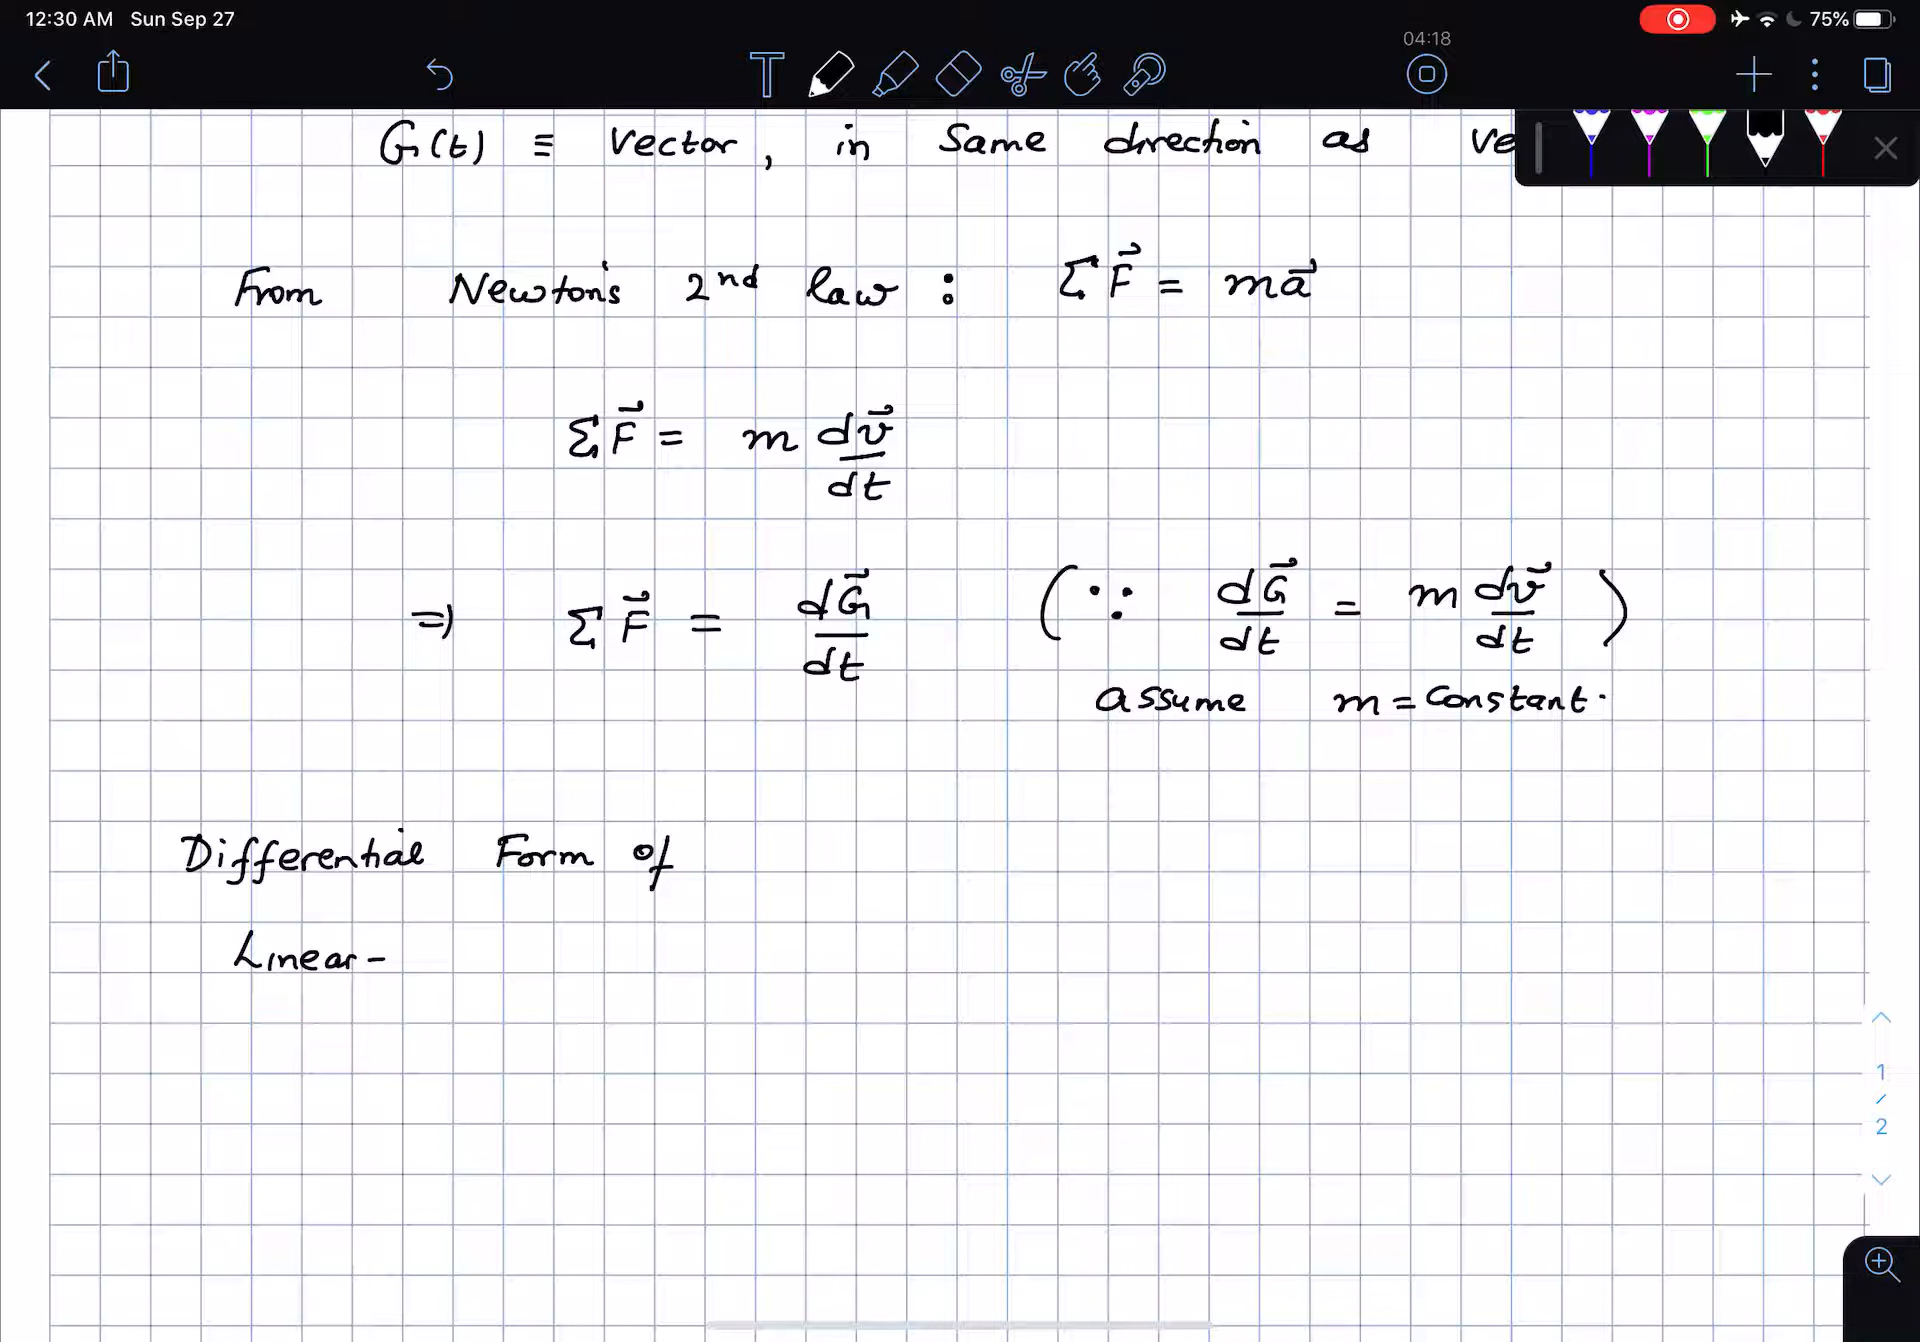 12:30 AM Sun Sep 27
75%
04:18
G(t) ≡ vector, in same direction as ve
From Newton's 2nd law : Σ F⃗ = ma⃗
Σ F⃗ = m dv⃗/dt
⇒ Σ F⃗ = dG⃗/dt (∵ dG⃗/dt = m dv⃗/dt)
assume m = constant.
Differential Form of
Linear-
1
/
2